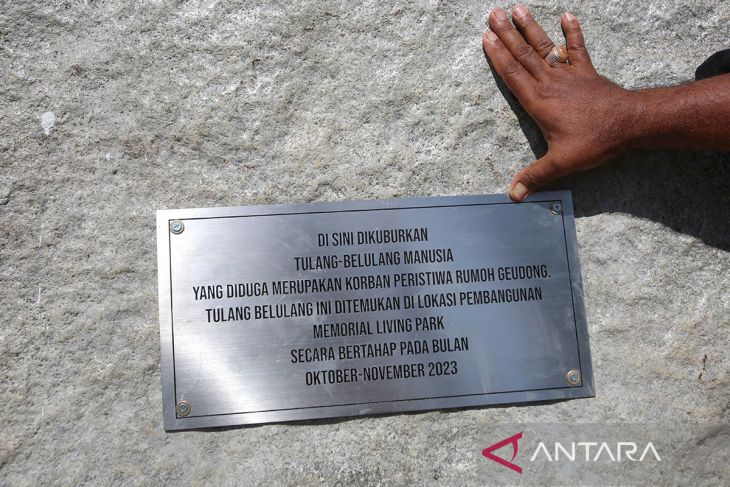 DI SINI DIKUBURKAN
TULANG-BELULANG MANUSIA
YANG DIDUGA MERUPAKAN KORBAN PERISTIWA RUMOH GEUDONG.
TULANG BELULANG INI DITEMUKAN DI LOKASI PEMBANGUNAN
MEMORIAL LIVING PARK
SECARA BERTAHAP PADA BULAN
OKTOBER-NOVEMBER 2023
ANTARA